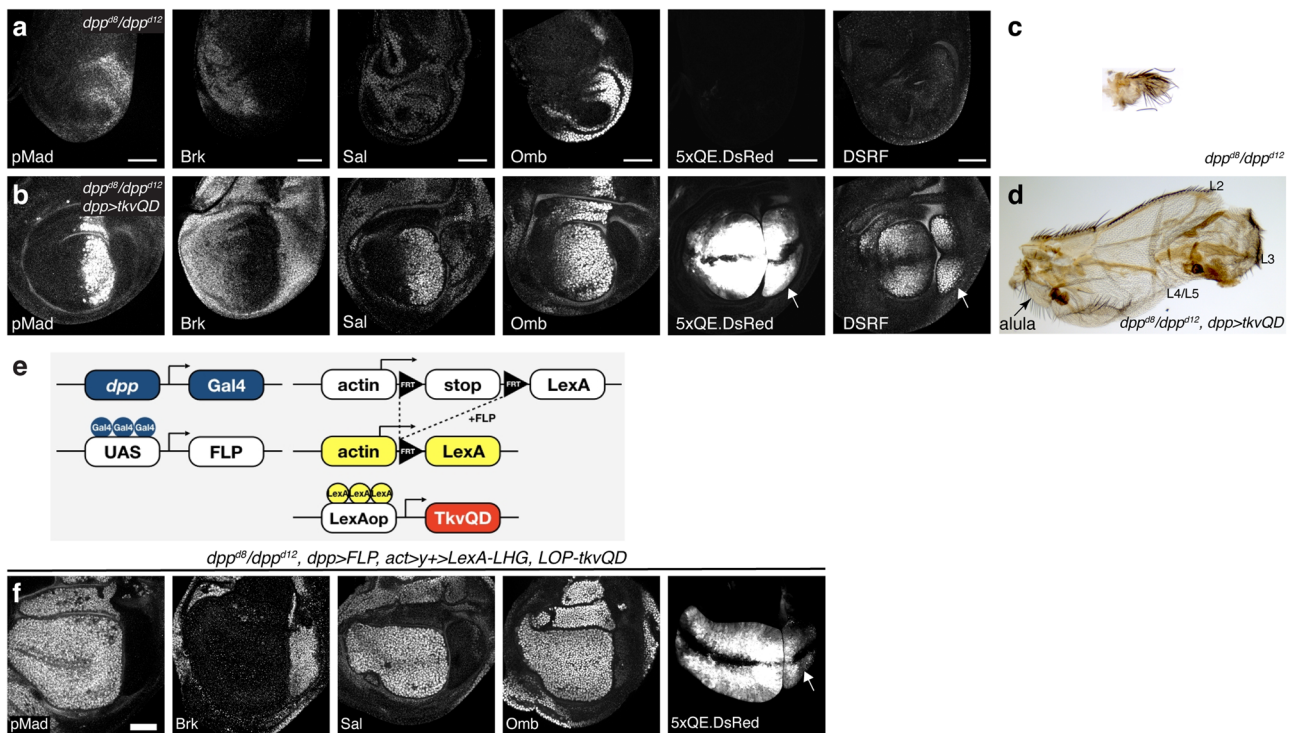 a
dpp^d8/dpp^d12
pMad
Brk
Sal
Omb
5xQE.DsRed
DSRF
c
dpp^d8/dpp^d12
b
dpp^d8/dpp^d12
dpp>tkvQD
pMad
Brk
Sal
Omb
5xQE.DsRed
DSRF
d
L2
L3
L4/L5
alula
dpp^d8/dpp^d12, dpp>tkvQD
e
dpp Gal4
actin FRT stop FRT LexA
+FLP
Gal4 Gal4 Gal4
UAS FLP
actin FRT LexA
LexA LexA LexA
LexAop TkvQD
dpp^d8/dpp^d12, dpp>FLP, act>y+>LexA-LHG, LOP-tkvQD
f
pMad
Brk
Sal
Omb
5xQE.DsRed